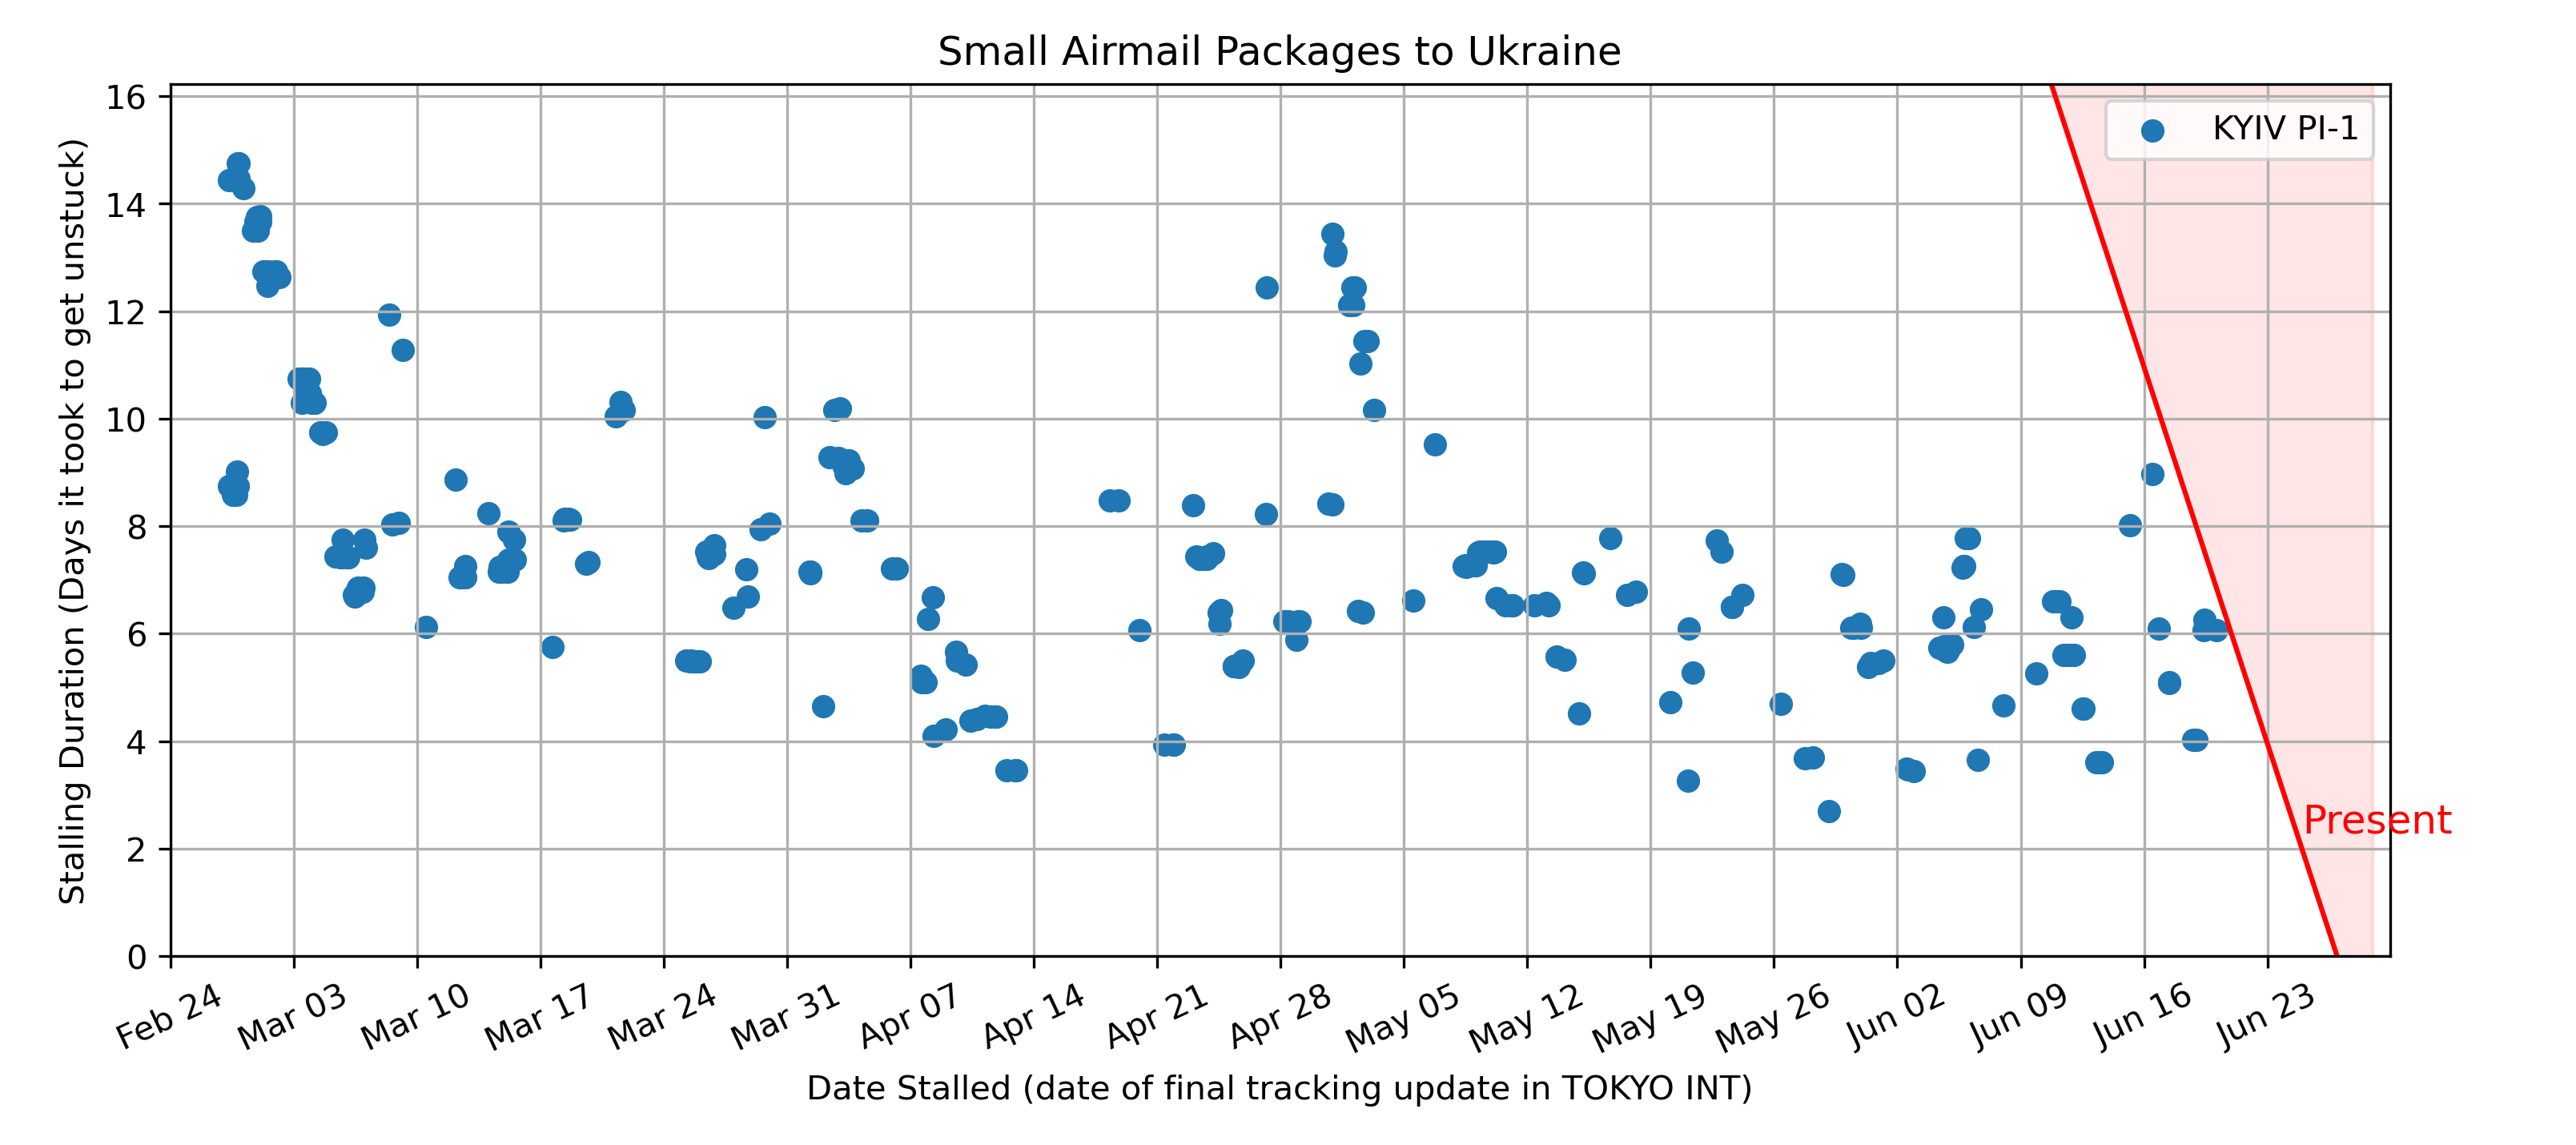 Small Airmail Packages to Ukraine
KYIV PI-1
Stalling Duration (Days it took to get unstuck)
16
14
12
10
8
6
4
2
0
Present
Feb 24
Mar 03
Mar 10
Mar 17
Mar 24
Mar 31
Apr 07
Apr 14
Apr 21
Apr 28
May 05
May 12
May 19
May 26
Jun 02
Jun 09
Jun 16
Jun 23
Date Stalled (date of final tracking update in TOKYO INT)